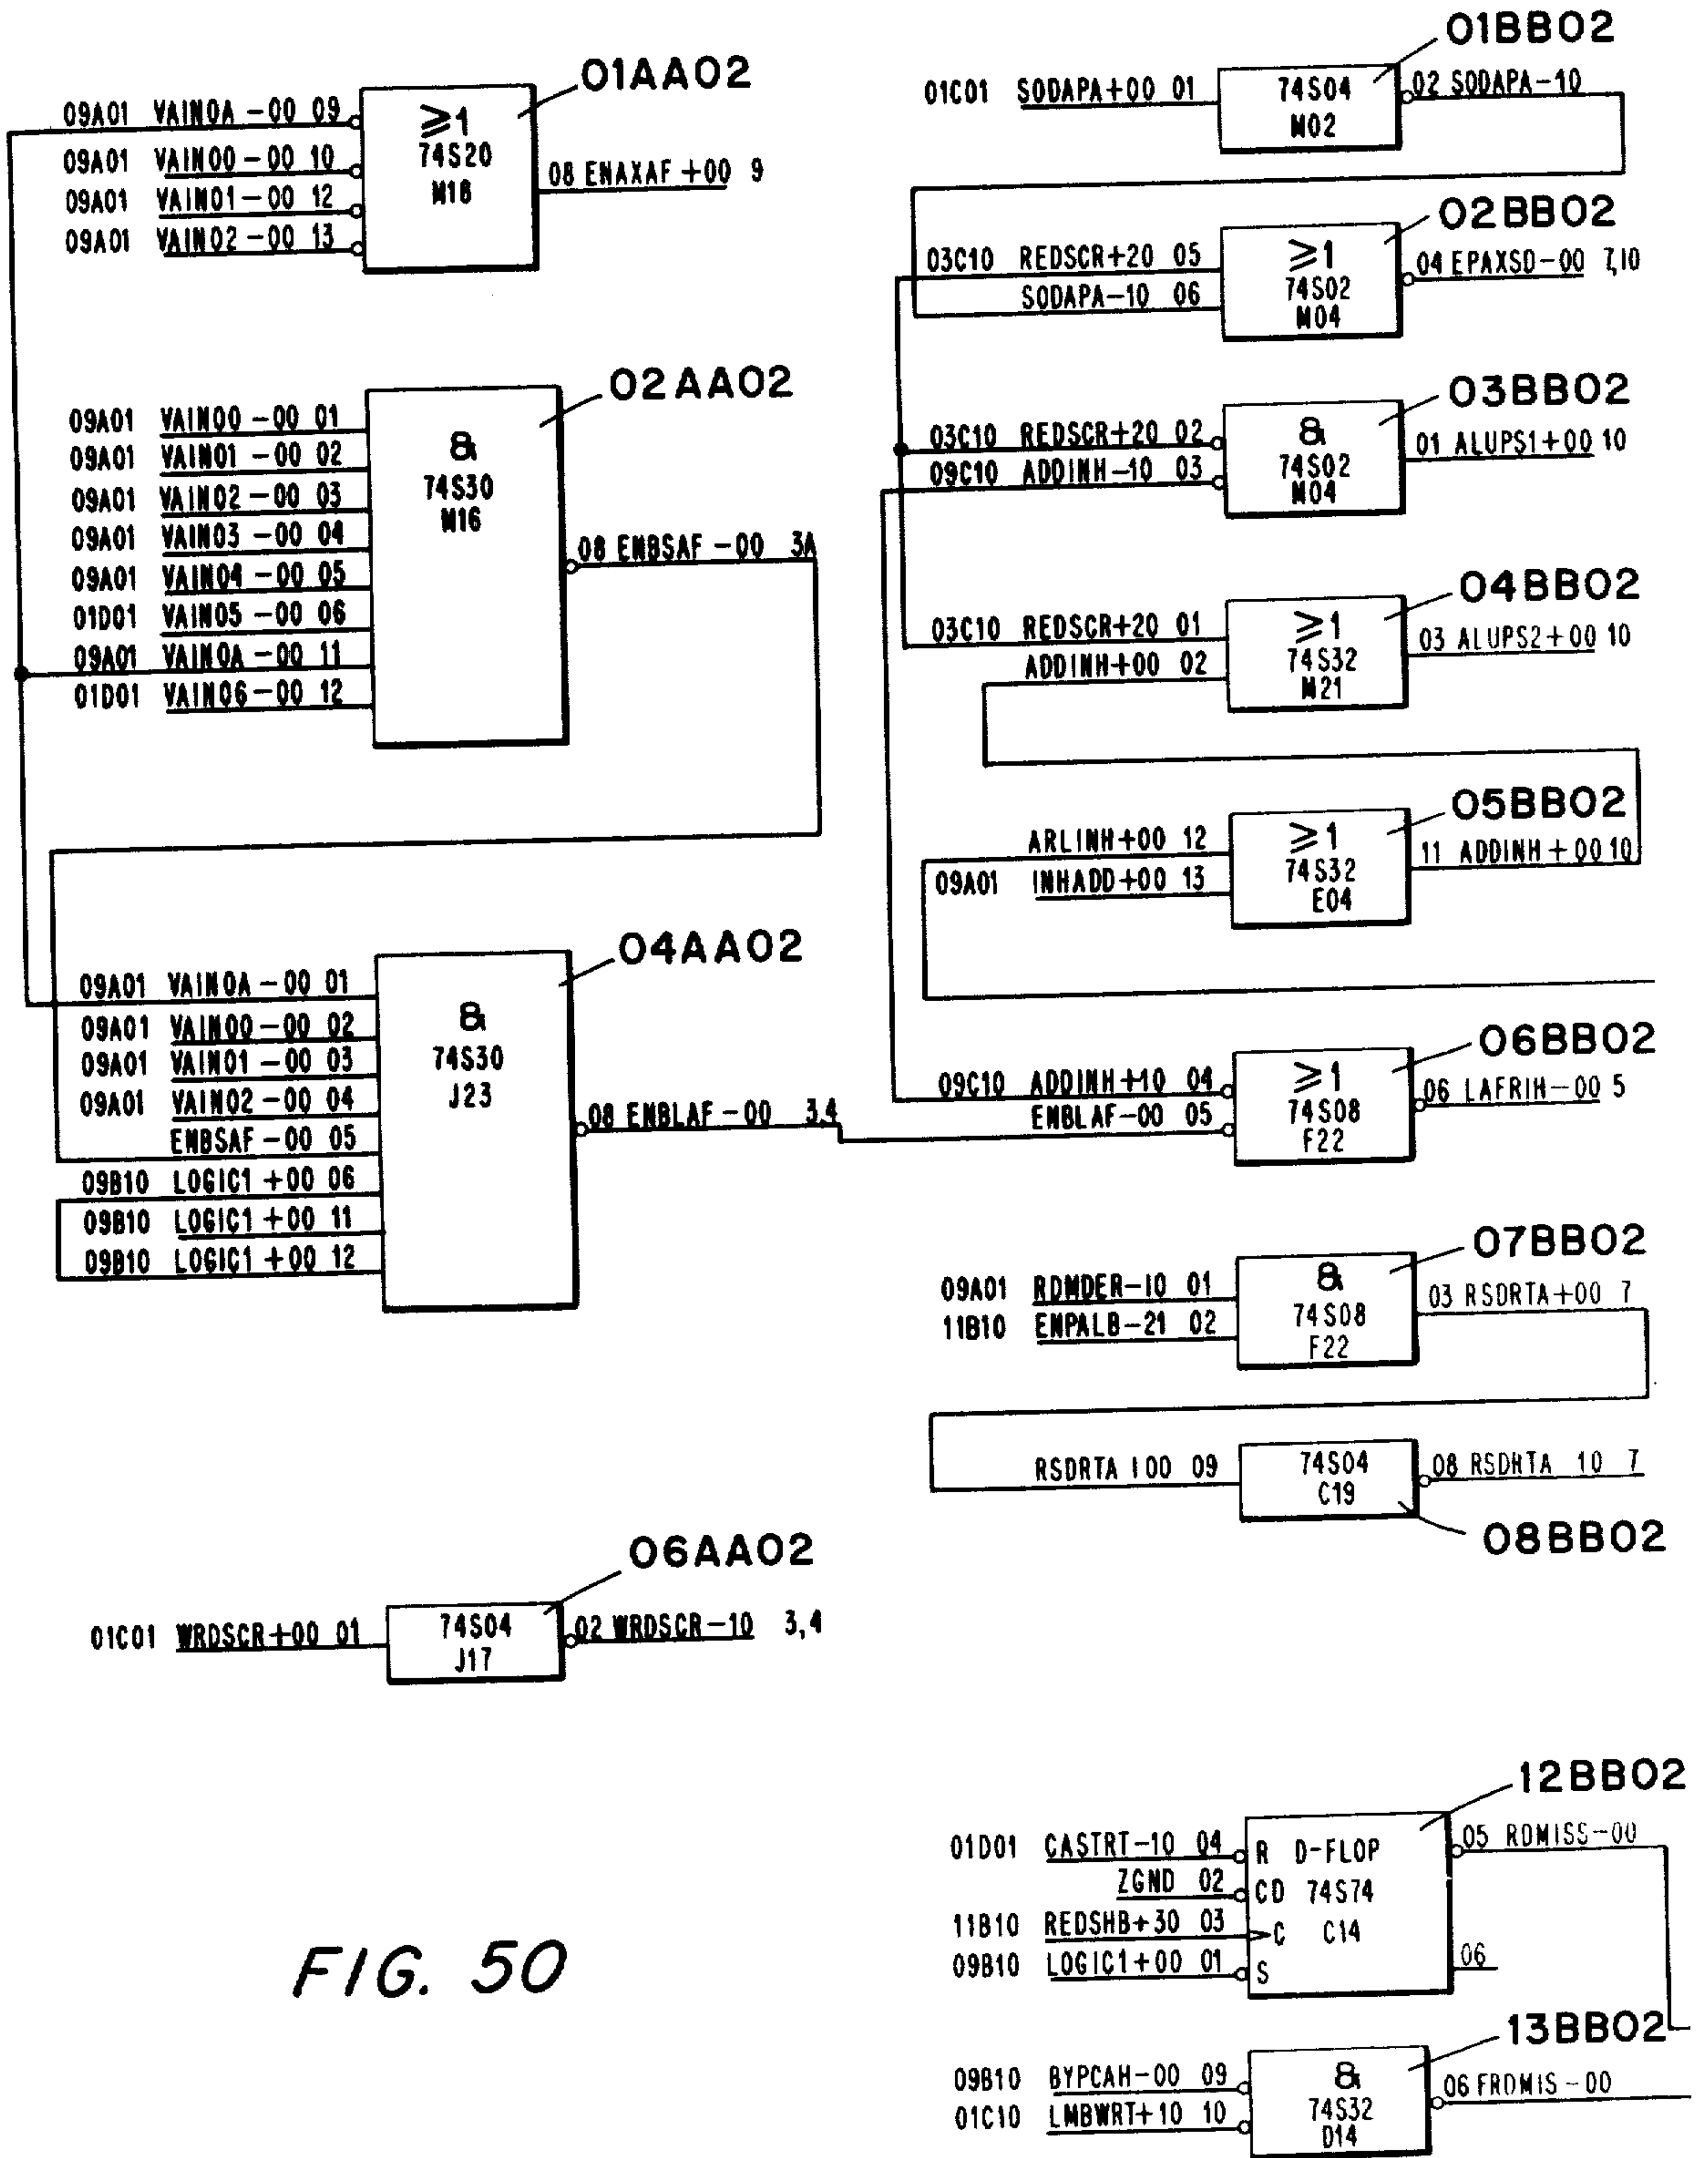 01AA02
09A01 VAIN0A-00 09
09A01 VAIN00-00 10
09A01 VAIN01-00 12
09A01 VAIN02-00 13
≥1
74S20
M18
08 ENAXAF+00 9
02AA02
09A01 VAIN00-00 01
09A01 VAIN01-00 02
09A01 VAIN02-00 03
09A01 VAIN03-00 04
09A01 VAIN04-00 05
01D01 VAIN05-00 06
09A01 VAIN0A-00 11
01D01 VAIN06-00 12
&
74S30
M16
08 ENBSAF-00 3A
04AA02
09A01 VAIN0A-00 01
09A01 VAIN00-00 02
09A01 VAIN01-00 03
09A01 VAIN02-00 04
ENBSAF-00 05
09B10 LOGIC1+00 06
09B10 LOGIC1+00 11
09B10 LOGIC1+00 12
&
74S30
J23
08 ENBLAF-00 3,4
06AA02
01C01 WRDSCR+00 01
74S04
J17
02 WRDSCR-10 3,4
FIG. 50
01BB02
01C01 SODAPA+00 01
74S04
M02
02 SODAPA-10
02BB02
03C10 REDSCR+20 05
SODAPA-10 06
≥1
74S02
M04
04 EPAXSD-00 7,10
03BB02
03C10 REDSCR+20 02
09C10 ADDINH-10 03
&
74S02
M04
01 ALUPS1+00 10
04BB02
03C10 REDSCR+20 01
ADDINH+00 02
≥1
74S32
M21
03 ALUPS2+00 10
05BB02
ARLINH+00 12
09A01 INHADD+00 13
≥1
74S32
E04
11 ADDINH+00 10
06BB02
09C10 ADDINH+10 04
ENBLAF-00 05
≥1
74S08
F22
06 LAFRIH-00 5
07BB02
09A01 RDMDER-10 01
11B10 ENPALB-21 02
&
74S08
F22
03 RSDRTA+00 7
RSDRTA 100 09
74S04
C19
08 RSDRTA 10 7
08BB02
12BB02
01D01 CASTRT-10 04
ZGND 02
11B10 REDSHB+30 03
09B10 LOGIC1+00 01
R D-FLOP
CD 74S74
C C14
S
05 RDMISS-00
06
13BB02
09B10 BYPCAH-00 09
01C10 LMBWRT+10 10
&
74S32
D14
06 FRDMIS-00